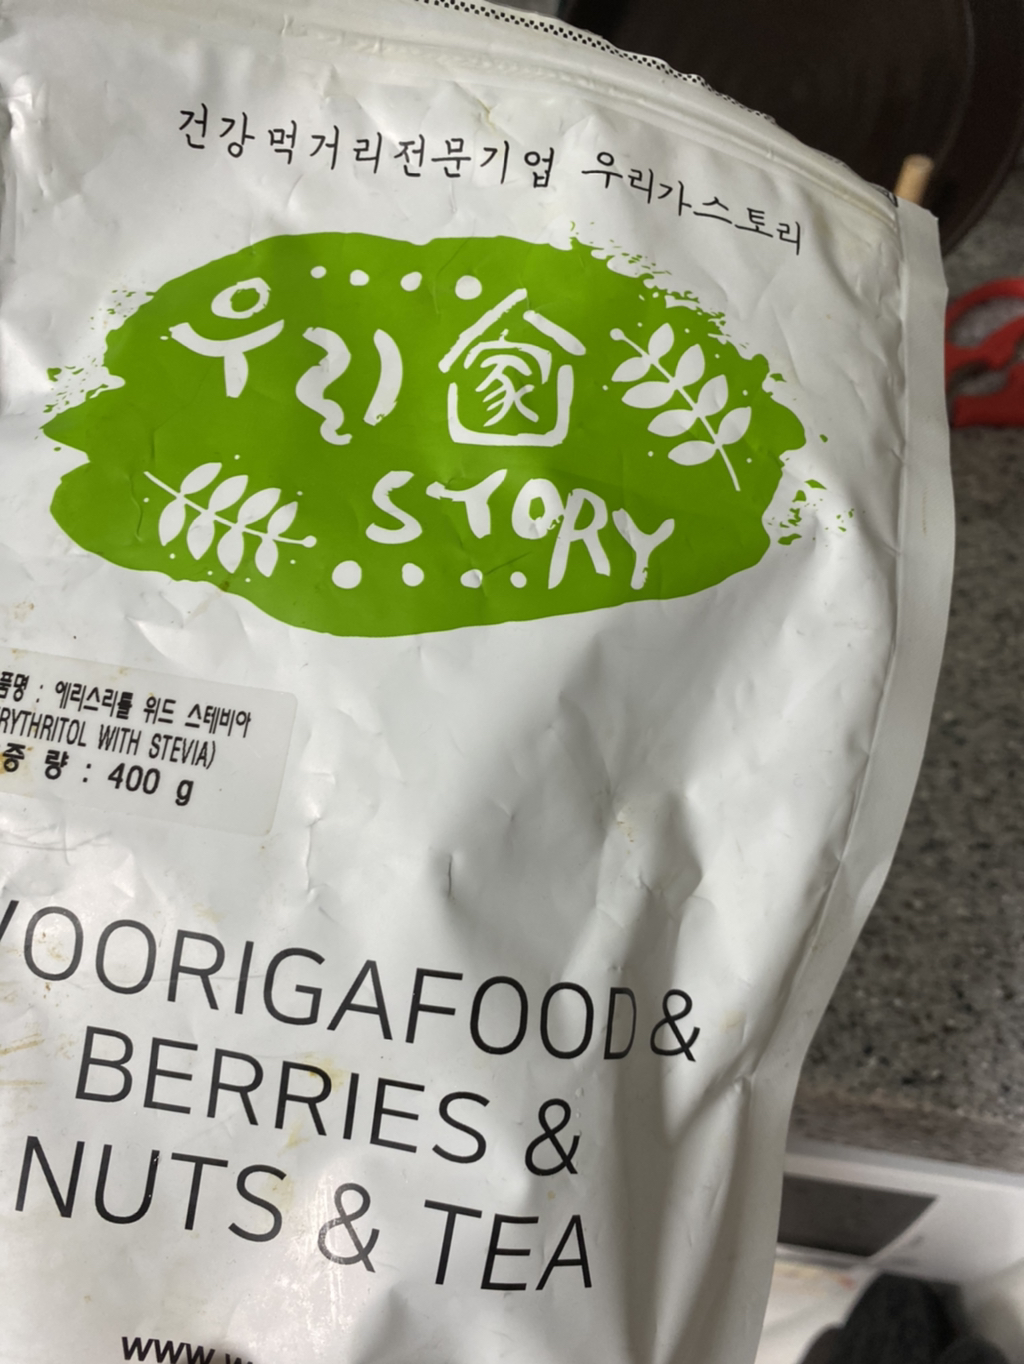 건강먹거리전문기업 우리가스토리
우리 家
STORY
품명 : 에리스리톨 위드 스테비아
RYTHRITOL WITH STEVIA)
중 량 : 400 g
WOORIGAFOOD&
BERRIES &
NUTS & TEA
www.